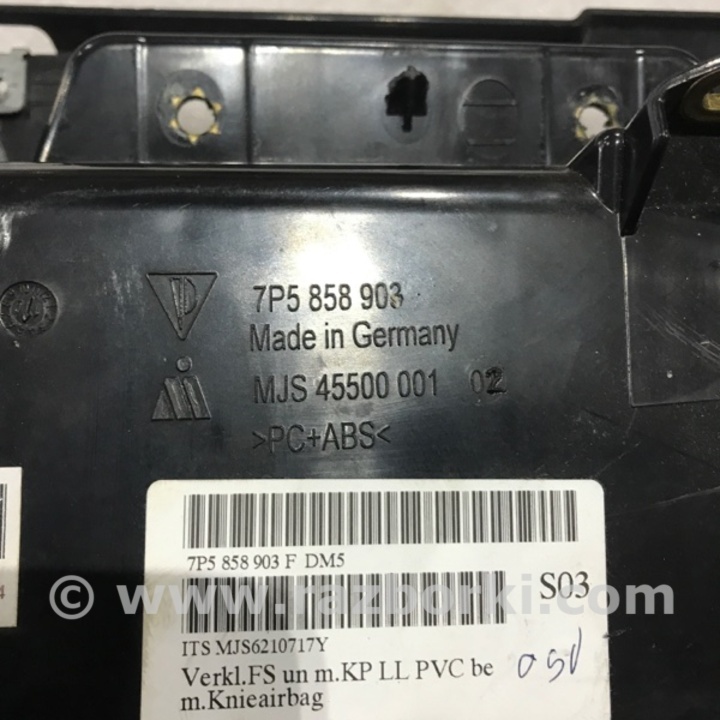 7P5 858 903
Made in Germany
MJS 45500 001 02
>PC+ABS<
7P5 858 903 F DM5
S03
© www.razborki.com
ITS MJS6210717Y
Verkl.FS un m.KP LL PVC be
m.Knieairbag